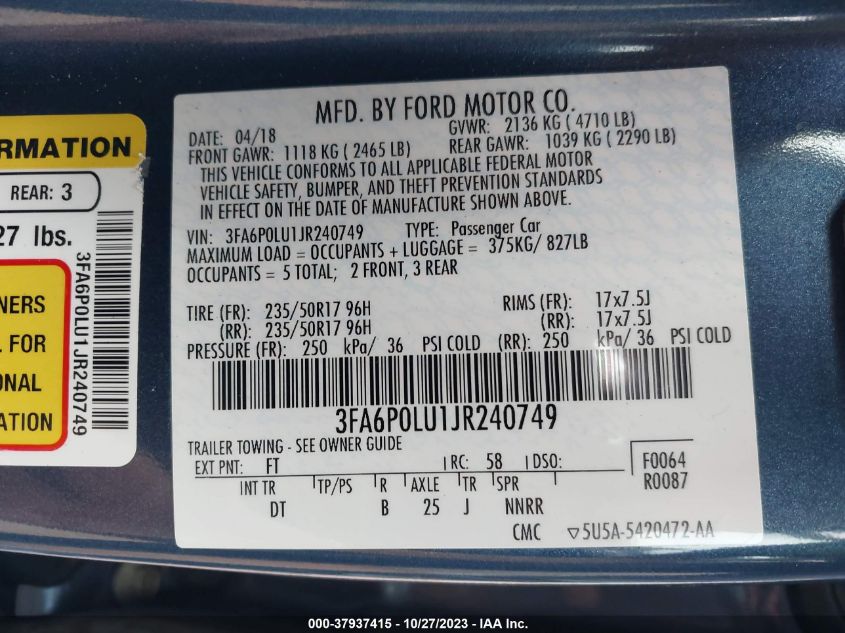 RMATION
REAR: 3
27 lbs.
3FA6P0LU1JR240749
NERS
FOR
ONAL
ATION
MFD. BY FORD MOTOR CO.
DATE: 04/18 GVWR: 2136 KG ( 4710 LB)
FRONT GAWR: 1118 KG ( 2465 LB) REAR GAWR: 1039 KG ( 2290 LB)
THIS VEHICLE CONFORMS TO ALL APPLICABLE FEDERAL MOTOR
VEHICLE SAFETY, BUMPER, AND THEFT PREVENTION STANDARDS
IN EFFECT ON THE DATE OF MANUFACTURE SHOWN ABOVE.
VIN: 3FA6P0LU1JR240749 TYPE: Passenger Car
MAXIMUM LOAD = OCCUPANTS + LUGGAGE = 375KG/ 827LB
OCCUPANTS = 5 TOTAL; 2 FRONT, 3 REAR
TIRE (FR): 235/50R17 96H RIMS (FR): 17x7.5J
(RR): 235/50R17 96H (RR): 17x7.5J
PRESSURE (FR): 250 kPa/ 36 PSI COLD (RR): 250 kPa/ 36 PSI COLD
3FA6P0LU1JR240749
TRAILER TOWING - SEE OWNER GUIDE
EXT PNT: FT RC: 58 DSO: F0064
R0087
INT TR TP/PS R AXLE TR SPR
DT B 25 J NNRR
CMC ▽5U5A-5420472-AA
000-37937415 - 10/27/2023 - IAA Inc.